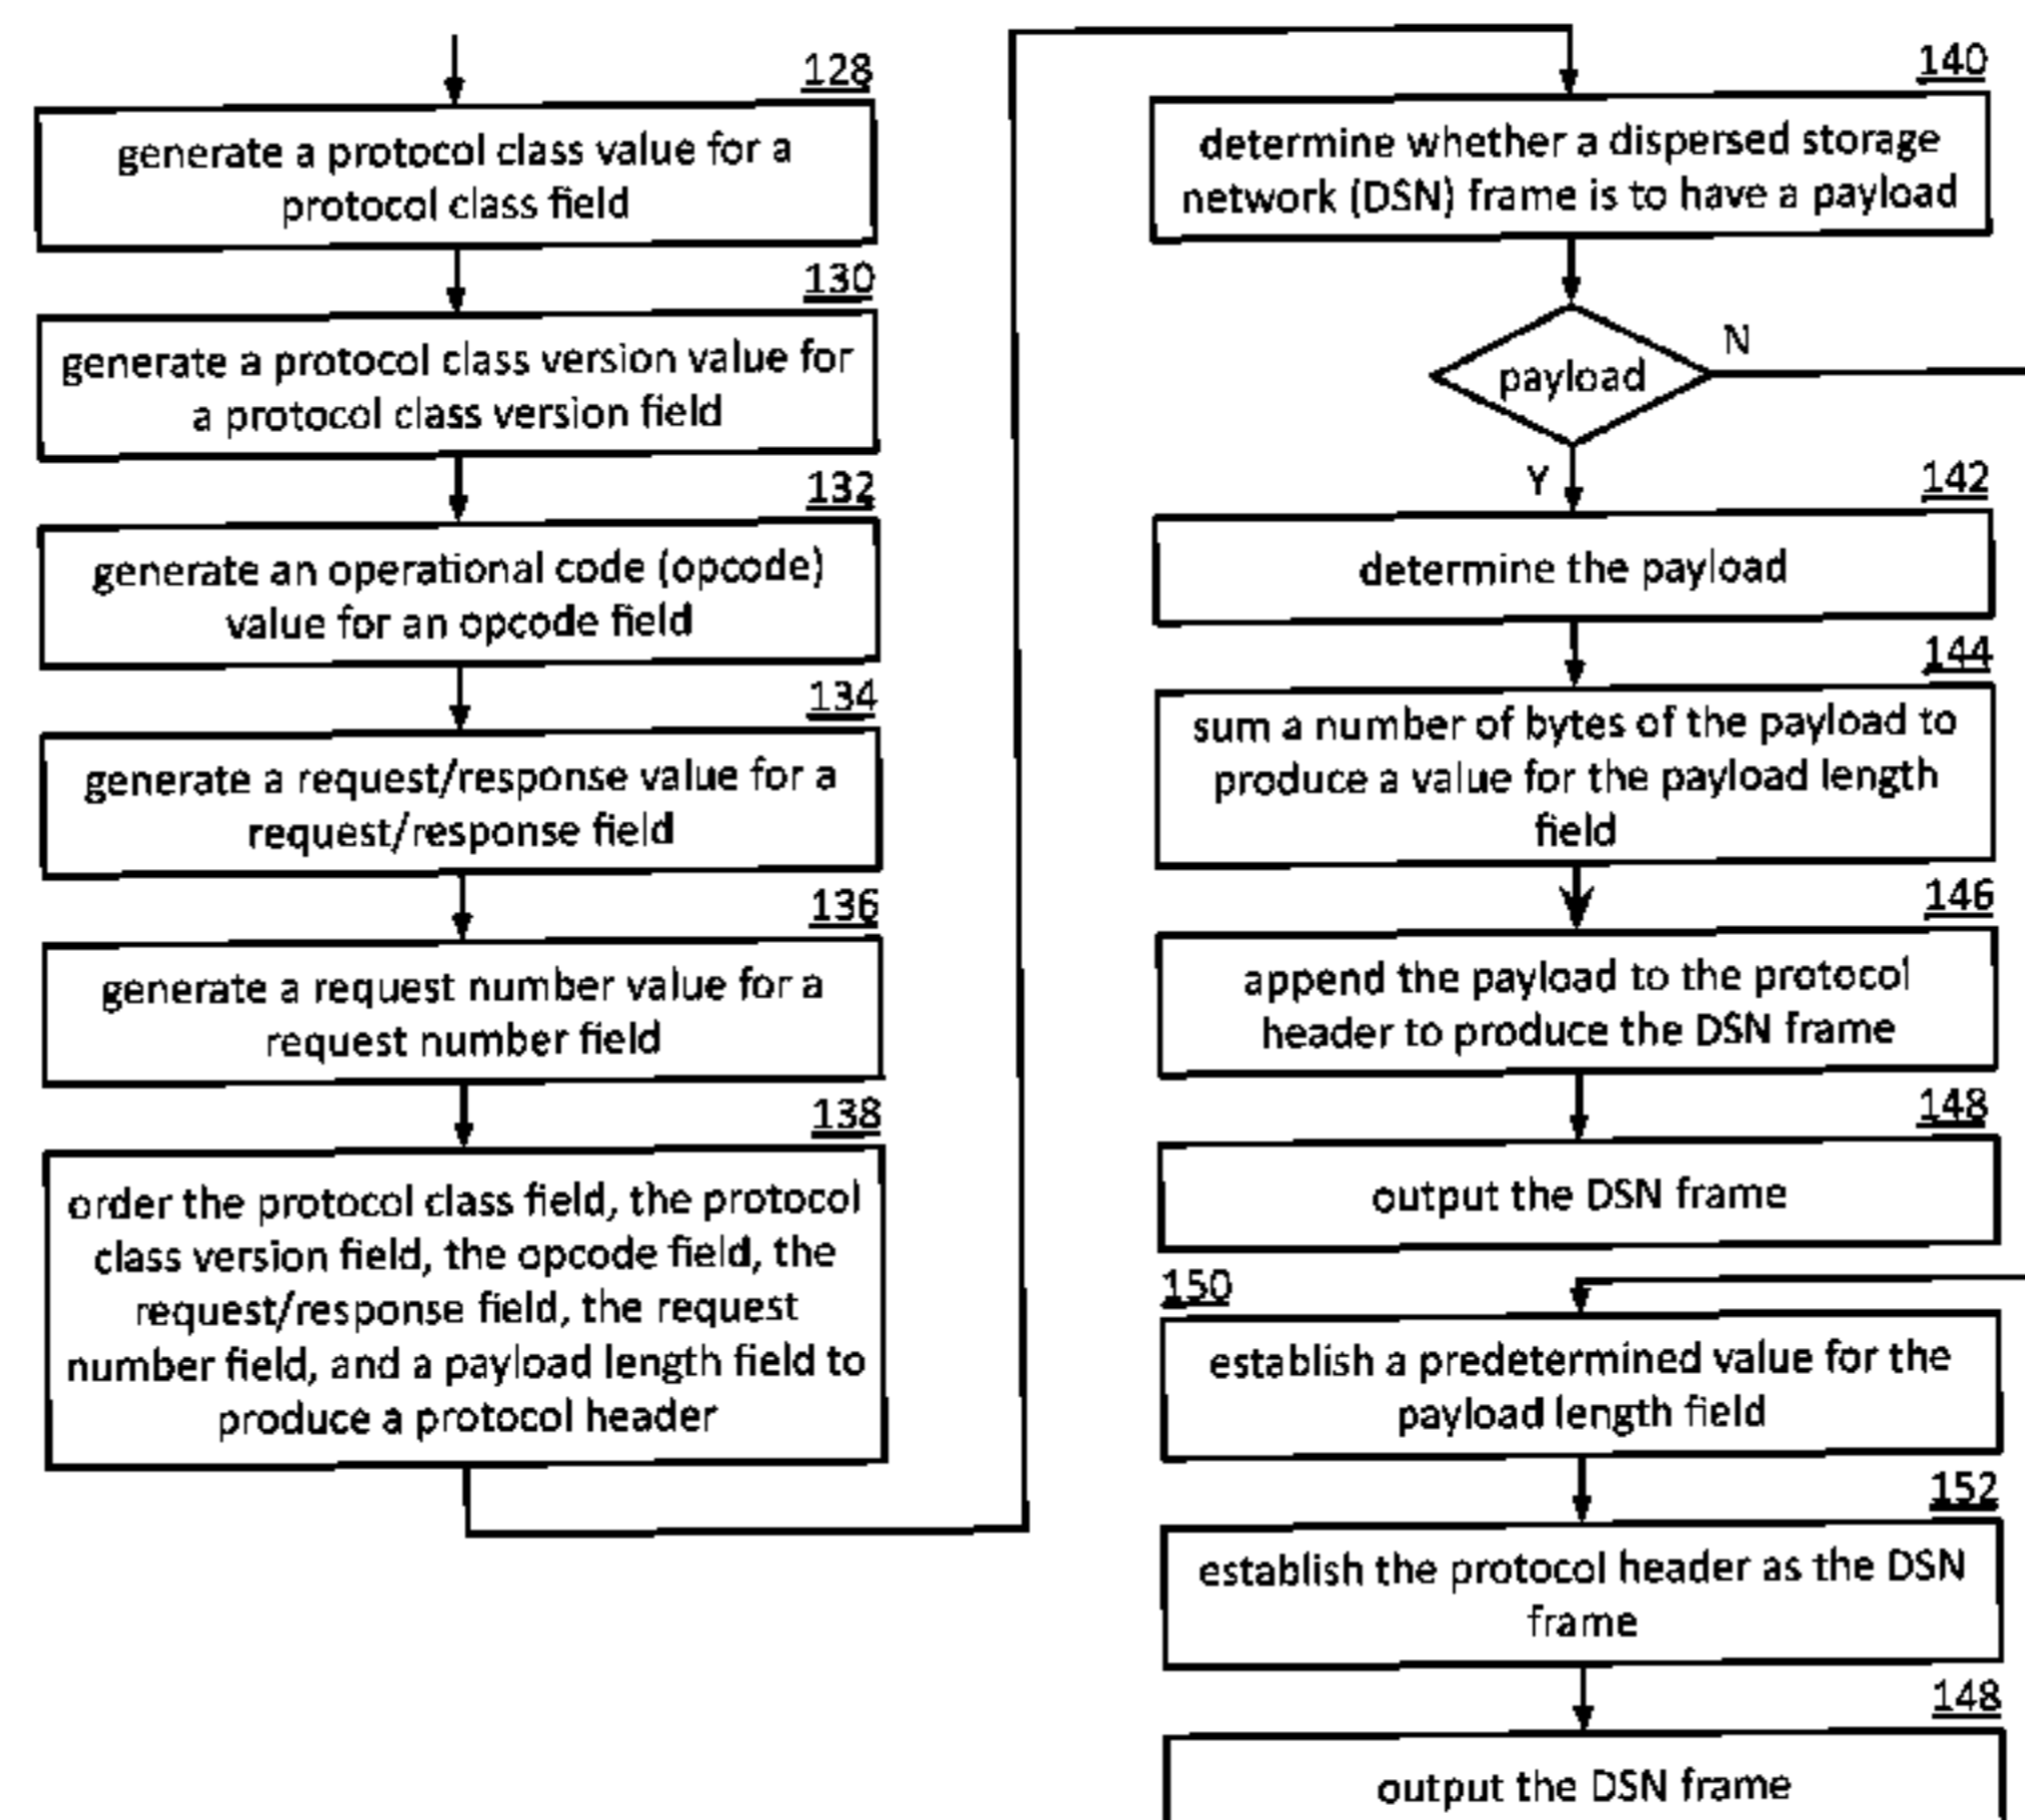 128
generate a protocol class value for a
protocol class field
130
generate a protocol class version value for
a protocol class version field
132
generate an operational code (opcode)
value for an opcode field
134
generate a request/response value for a
request/response field
136
generate a request number value for a
request number field
138
order the protocol class field, the protocol
class version field, the opcode field, the
request/response field, the request
number field, and a payload length field to
produce a protocol header
140
determine whether a dispersed storage
network (DSN) frame is to have a payload
payload
N
Y
142
determine the payload
144
sum a number of bytes of the payload to
produce a value for the payload length
field
146
append the payload to the protocol
header to produce the DSN frame
148
output the DSN frame
150
establish a predetermined value for the
payload length field
152
establish the protocol header as the DSN
frame
148
output the DSN frame